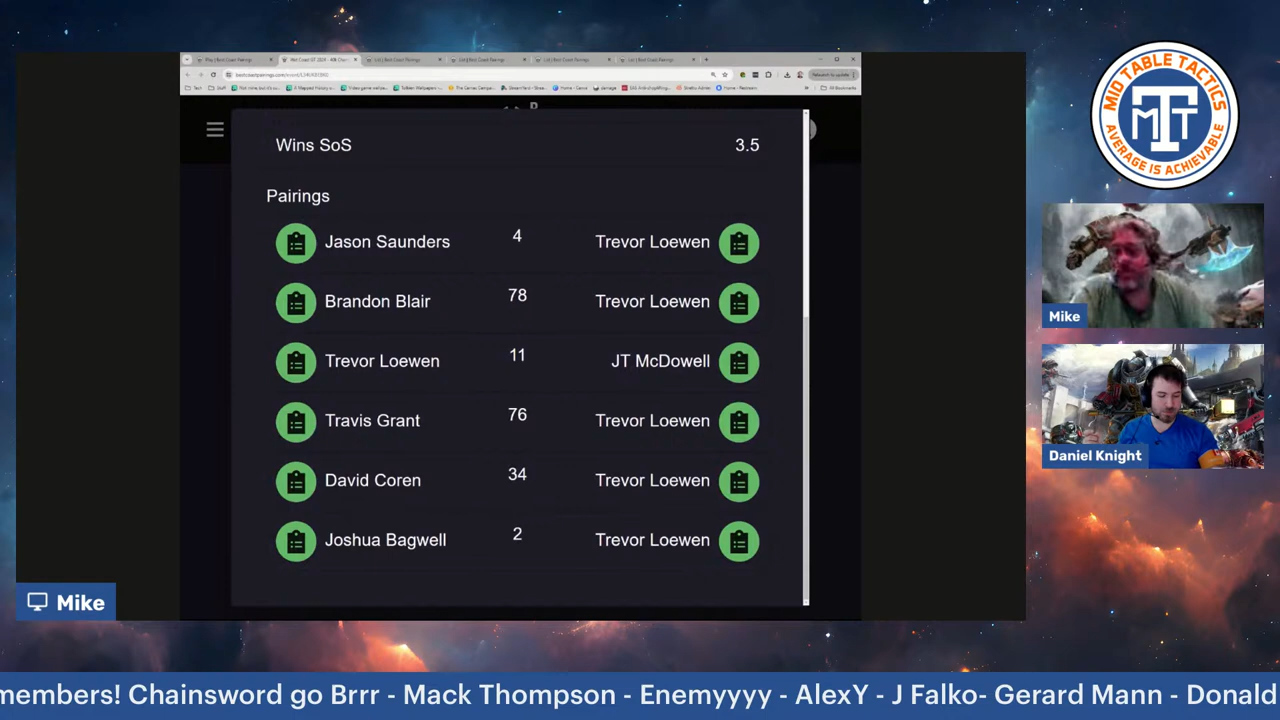 MID TABLE TACTICS
MTT
AVERAGE IS ACHIEVABLE
Wins SoS 3.5
Pairings
Jason Saunders 4 Trevor Loewen
Brandon Blair 78 Trevor Loewen
Trevor Loewen 11 JT McDowell
Travis Grant 76 Trevor Loewen
David Coren 34 Trevor Loewen
Joshua Bagwell 2 Trevor Loewen
Mike
Daniel Knight
Mike
members! Chainsword go Brrr - Mack Thompson - Enemyyyy - AlexY - J Falko- Gerard Mann - Donald